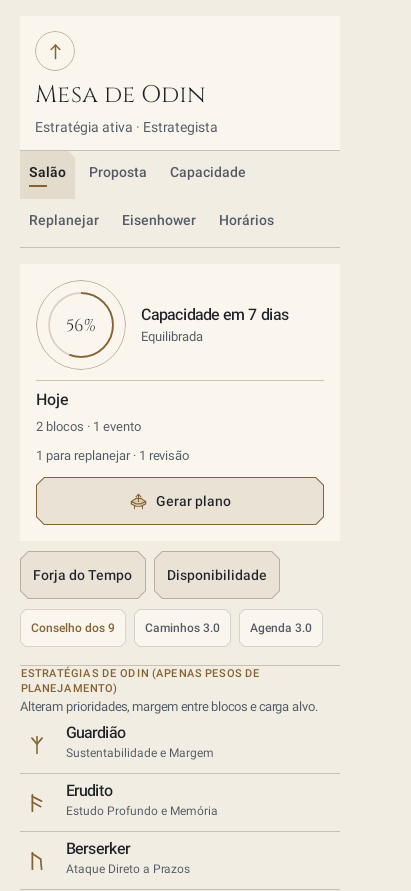 Mesa de Odin
Estratégia ativa · Estrategista
Salão Proposta Capacidade
Replanejar Eisenhower Horários
56% Capacidade em 7 dias
Equilibrada
Hoje
2 blocos · 1 evento
1 para replanejar · 1 revisão
Gerar plano
Forja do Tempo Disponibilidade
Conselho dos 9 Caminhos 3.0 Agenda 3.0
ESTRATÉGIAS DE ODIN (APENAS PESOS DE
PLANEJAMENTO)
Alteram prioridades, margem entre blocos e carga alvo.
Guardião
Sustentabilidade e Margem
Erudito
Estudo Profundo e Memória
Berserker
Ataque Direto a Prazos